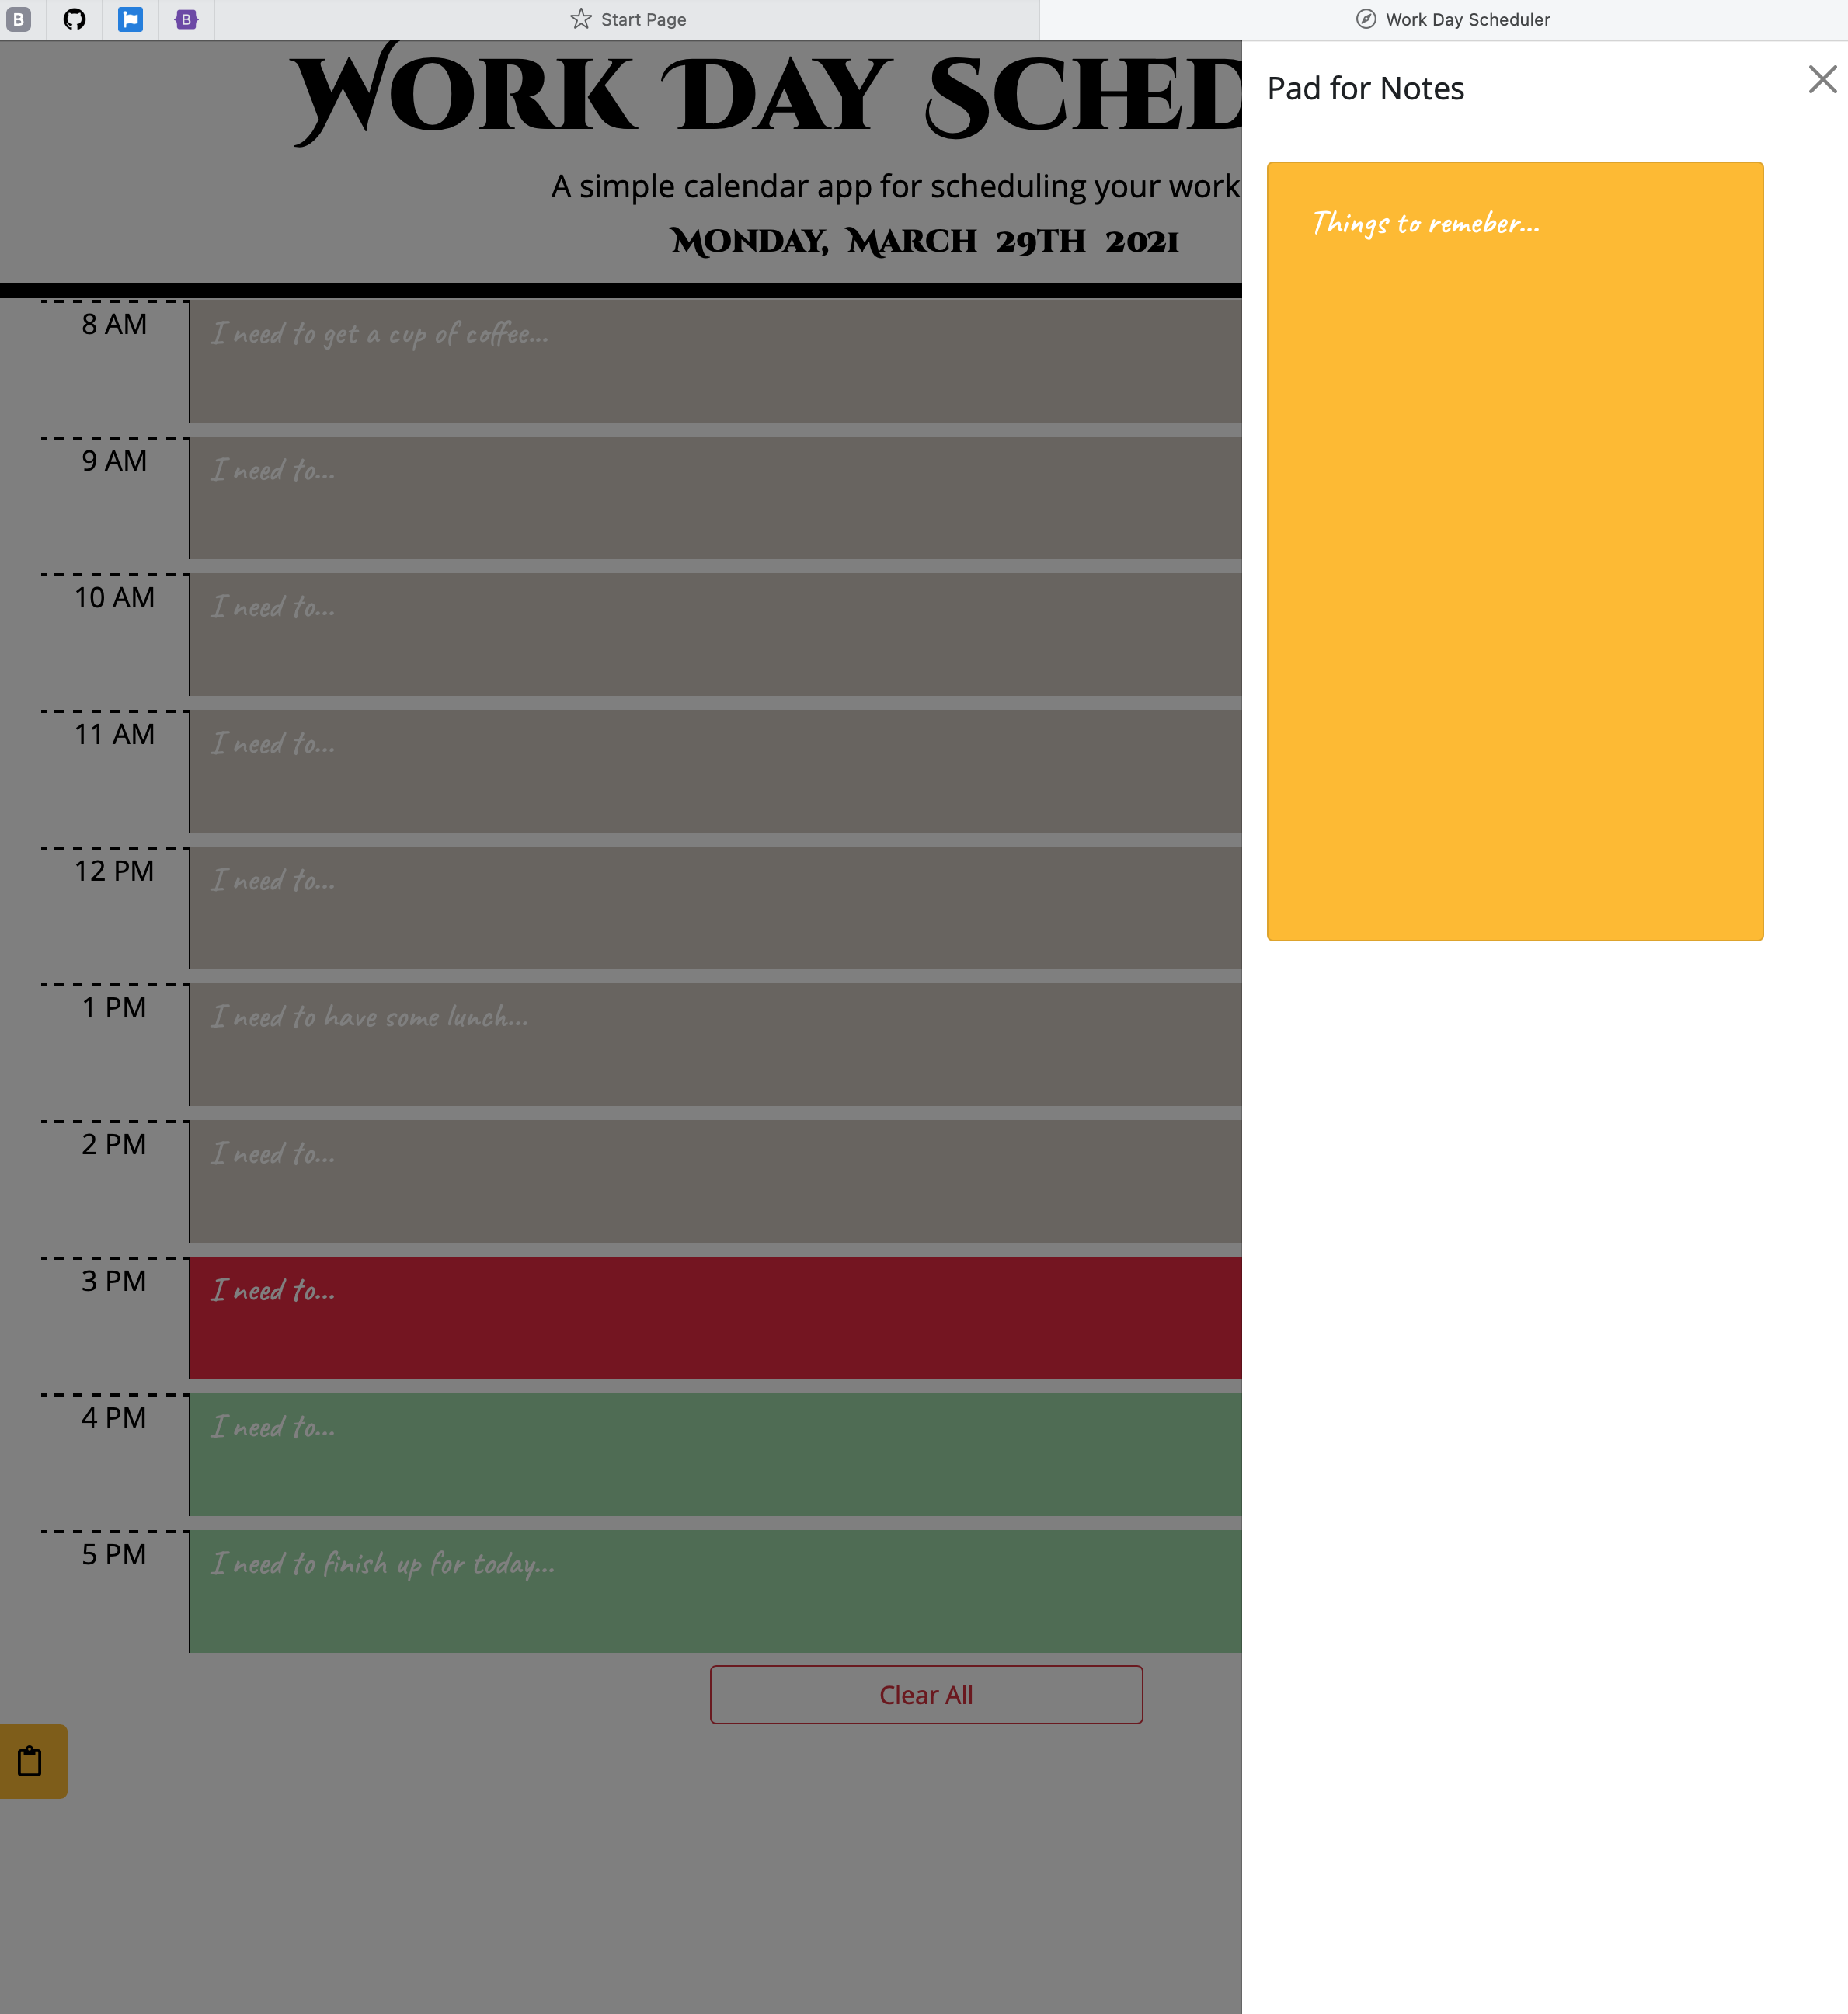 B
B
Start Page
Work Day Scheduler
Work Day Sched
A simple calendar app for scheduling your work
Monday, March 29th 2021
8 AM
I need to get a cup of coffee...
9 AM
I need to...
10 AM
I need to...
11 AM
I need to...
12 PM
I need to...
1 PM
I need to have some lunch...
2 PM
I need to...
3 PM
I need to...
4 PM
I need to...
5 PM
I need to finish up for today...
Clear All
Pad for Notes
Things to remeber...